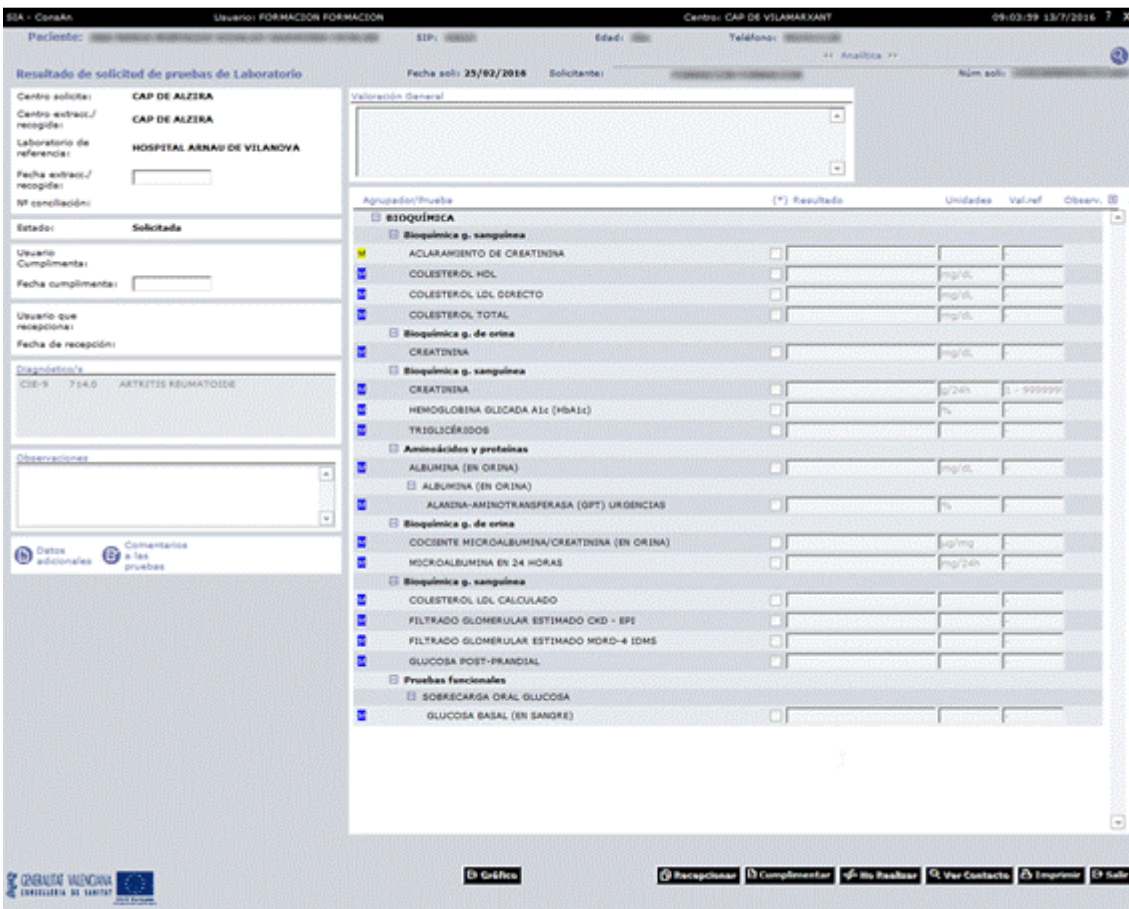 SIA - ConsAn. Usuario: FORMACION FORMACION Centro: CAP DE VILAMARXANT 09:03:59 13/7/2016 ? X
Paciente: SIP: Edad: Teléfono:
<< Analítica >>
Resultado de solicitud de pruebas de Laboratorio Fecha soli: 25/02/2016 Solicitante: Núm soli:
Centro solicita: CAP DE ALZIRA
Centro extracc./
recogida: CAP DE ALZIRA
Laboratorio de
referencia: HOSPITAL ARNAU DE VILANOVA
Fecha extracc./
recogida:
Nº conciliación:
Estado: Solicitada
Usuario
Cumplimenta:
Fecha cumplimenta:
Usuario que
recepciona:
Fecha de recepción:
Diagnóstico/s
CIE-9 714.0 ARTRITIS REUMATOIDE
Observaciones
Datos
adicionales
Comentarios
a las
pruebas
Valoración General
Agrupador/Prueba (*) Resultado Unidades Val.ref Observ.
BIOQUÍMICA
Bioquímica g. sanguínea
ACLARAMIENTO DE CREATININA
COLESTEROL HDL mg/dL -
COLESTEROL LDL DIRECTO mg/dL -
COLESTEROL TOTAL mg/dL -
Bioquímica g. de orina
CREATININA mg/dL -
Bioquímica g. sanguínea
CREATININA g/24h 1 - 9999999
HEMOGLOBINA GLICADA A1c (HbA1c) % -
TRIGLICÉRIDOS -
Aminoácidos y proteínas
ALBUMINA (EN ORINA) mg/dL -
ALBUMINA (EN ORINA)
ALANINA-AMINOTRANSFERASA (GPT) URGENCIAS % -
Bioquímica g. de orina
COCIENTE MICROALBUMINA/CREATININA (EN ORINA) µg/mg -
MICROALBUMINA EN 24 HORAS mg/24h -
Bioquímica g. sanguínea
COLESTEROL LDL CALCULADO -
FILTRADO GLOMERULAR ESTIMADO CKD - EPI -
FILTRADO GLOMERULAR ESTIMADO MDRD-4 IDMS -
GLUCOSA POST-PRANDIAL -
Pruebas funcionales
SOBRECARGA ORAL GLUCOSA
GLUCOSA BASAL (EN SANGRE) -
GENERALITAT VALENCIANA
CONSELLERIA DE SANITAT
Gráfico Recepcionar Cumplimentar No Realizar Ver Contacto Imprimir Salir